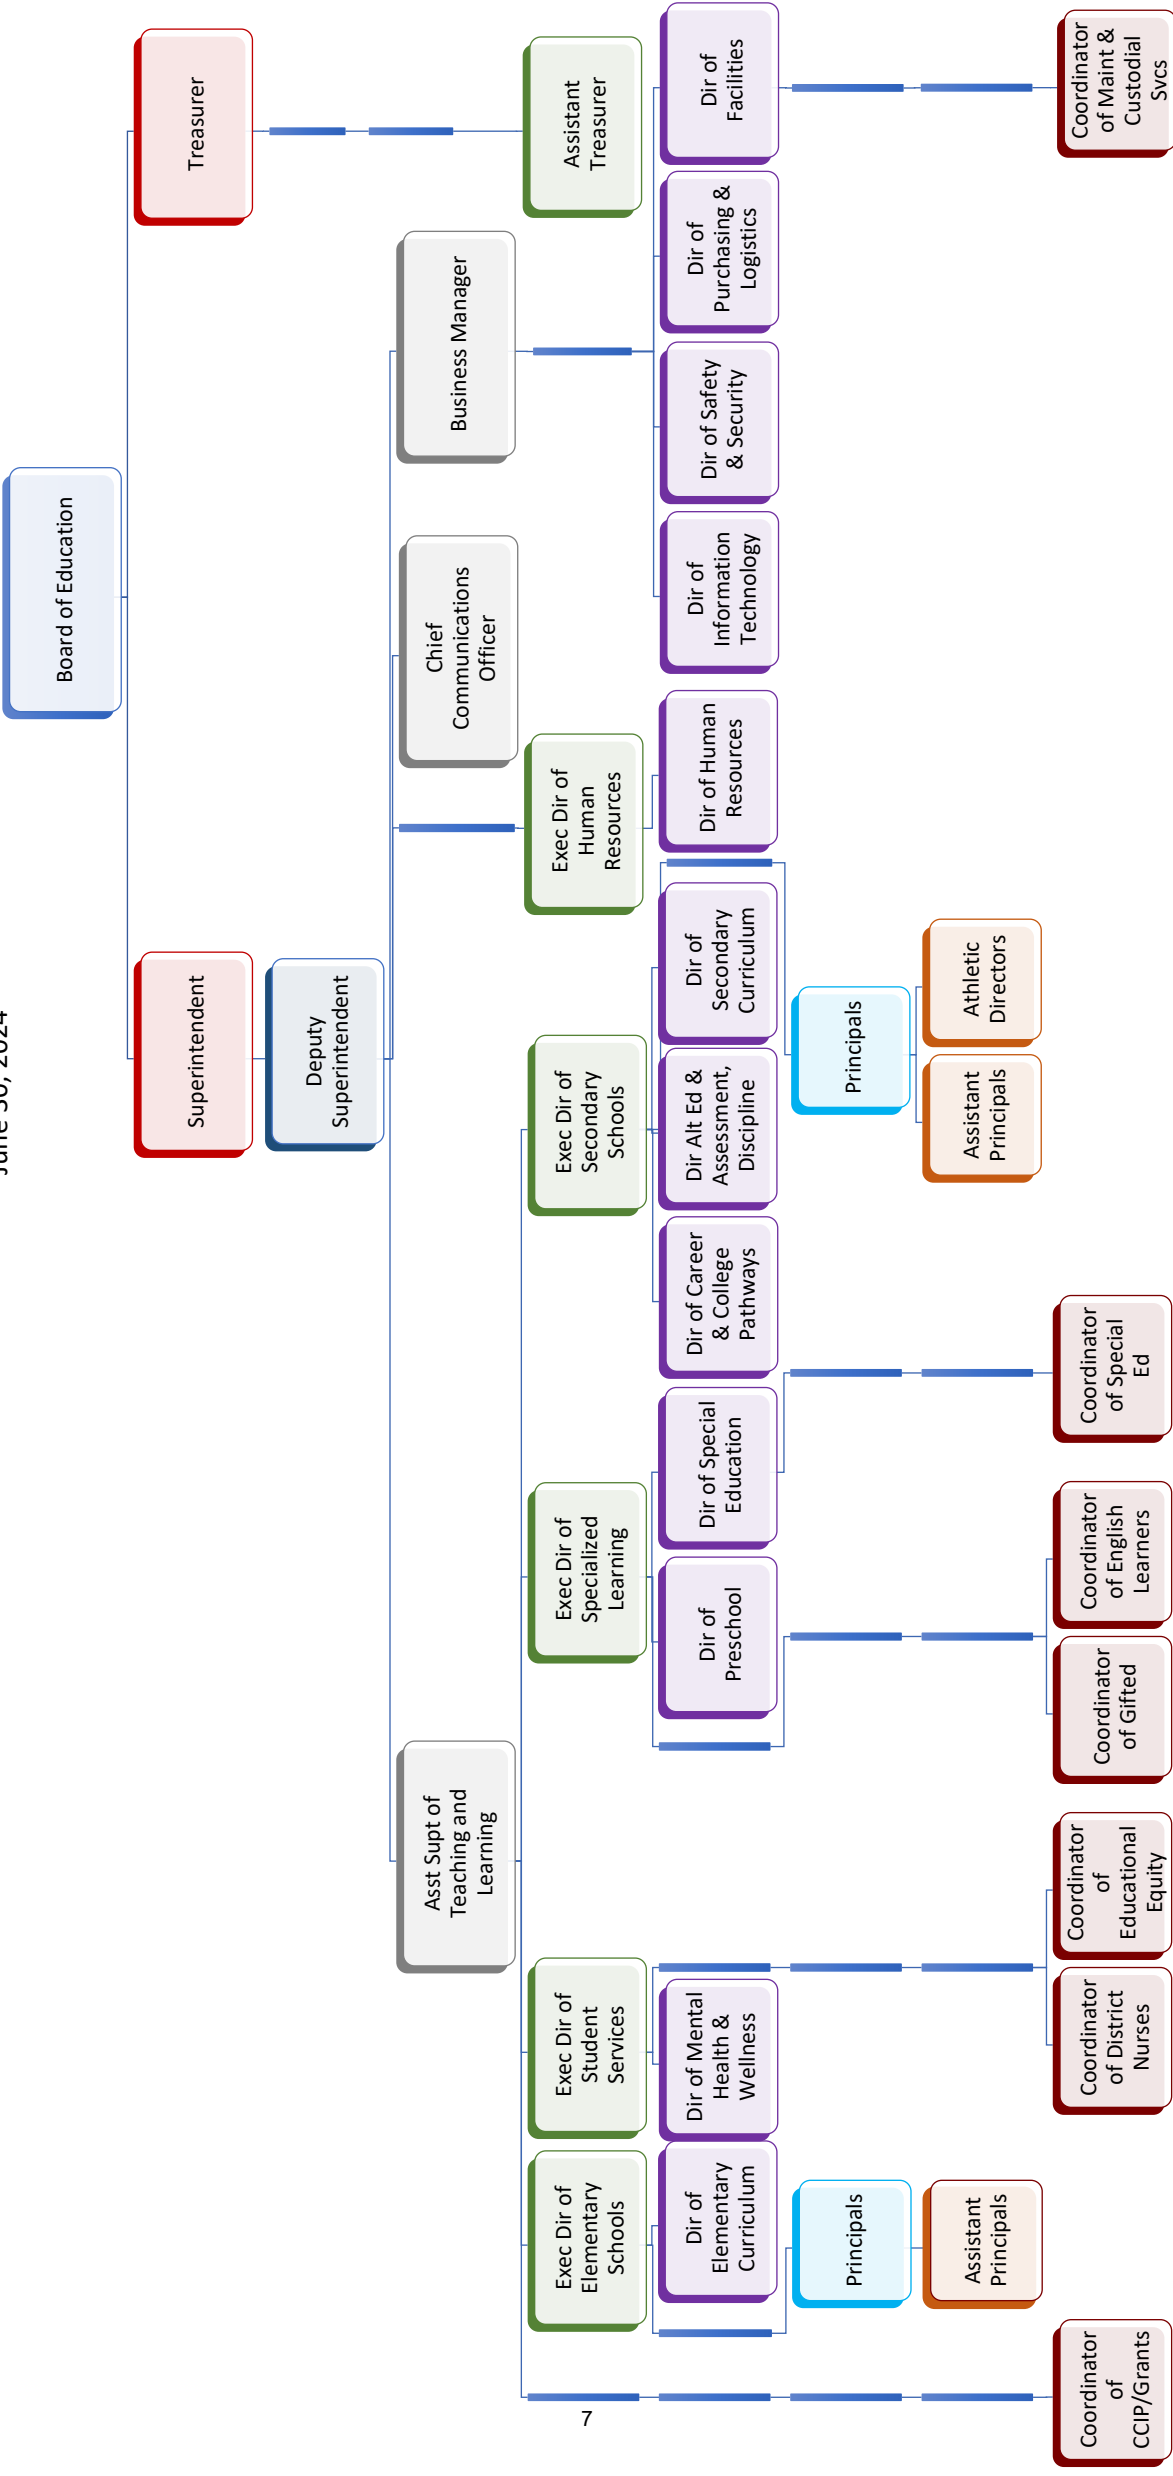 June 30, 2024
Board of Education
Superintendent
Treasurer
Deputy
Superintendent
Asst Supt of
Teaching and
Learning
Chief
Communications
Officer
Business Manager
Exec Dir of
Elementary
Schools
Exec Dir of
Student
Services
Exec Dir of
Specialized
Learning
Exec Dir of
Secondary
Schools
Exec Dir of
Human
Resources
Assistant
Treasurer
Dir of
Elementary
Curriculum
Dir of Mental
Health &
Wellness
Dir of
Preschool
Dir of Special
Education
Dir of Career
& College
Pathways
Dir Alt Ed &
Assessment,
Discipline
Dir of
Secondary
Curriculum
Dir of Human
Resources
Dir of
Information
Technology
Dir of Safety
& Security
Dir of
Purchasing &
Logistics
Dir of
Facilities
Principals
Principals
Assistant
Principals
Assistant
Principals
Athletic
Directors
Coordinator
of
CCIP/Grants
Coordinator
of District
Nurses
Coordinator
of
Educational
Equity
Coordinator
of Gifted
Coordinator
of English
Learners
Coordinator
of Special
Ed
Coordinator
of Maint &
Custodial
Svcs
7